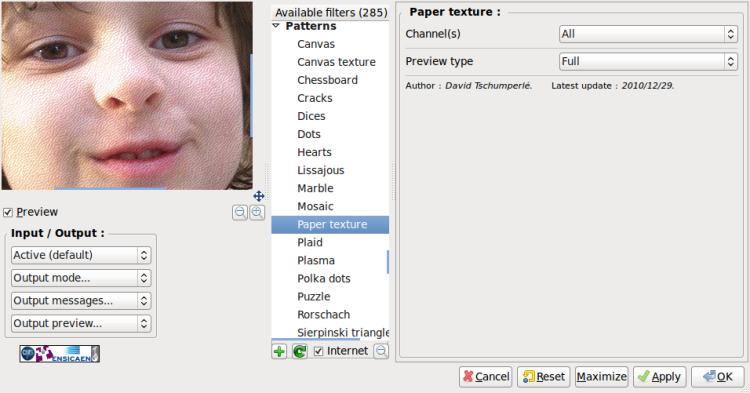 Available filters (285)
Patterns
Canvas
Canvas texture
Chessboard
Cracks
Dices
Dots
Hearts
Lissajous
Marble
Mosaic
Paper texture
Plaid
Plasma
Polka dots
Puzzle
Rorschach
Sierpinski triangle
Internet
Preview
Input / Output :
Active (default)
Output mode...
Output messages...
Output preview...
ENSICAEN
Paper texture :
Channel(s) All
Preview type Full
Author : David Tschumperlé. Latest update : 2010/12/29.
Cancel Reset Maximize Apply OK